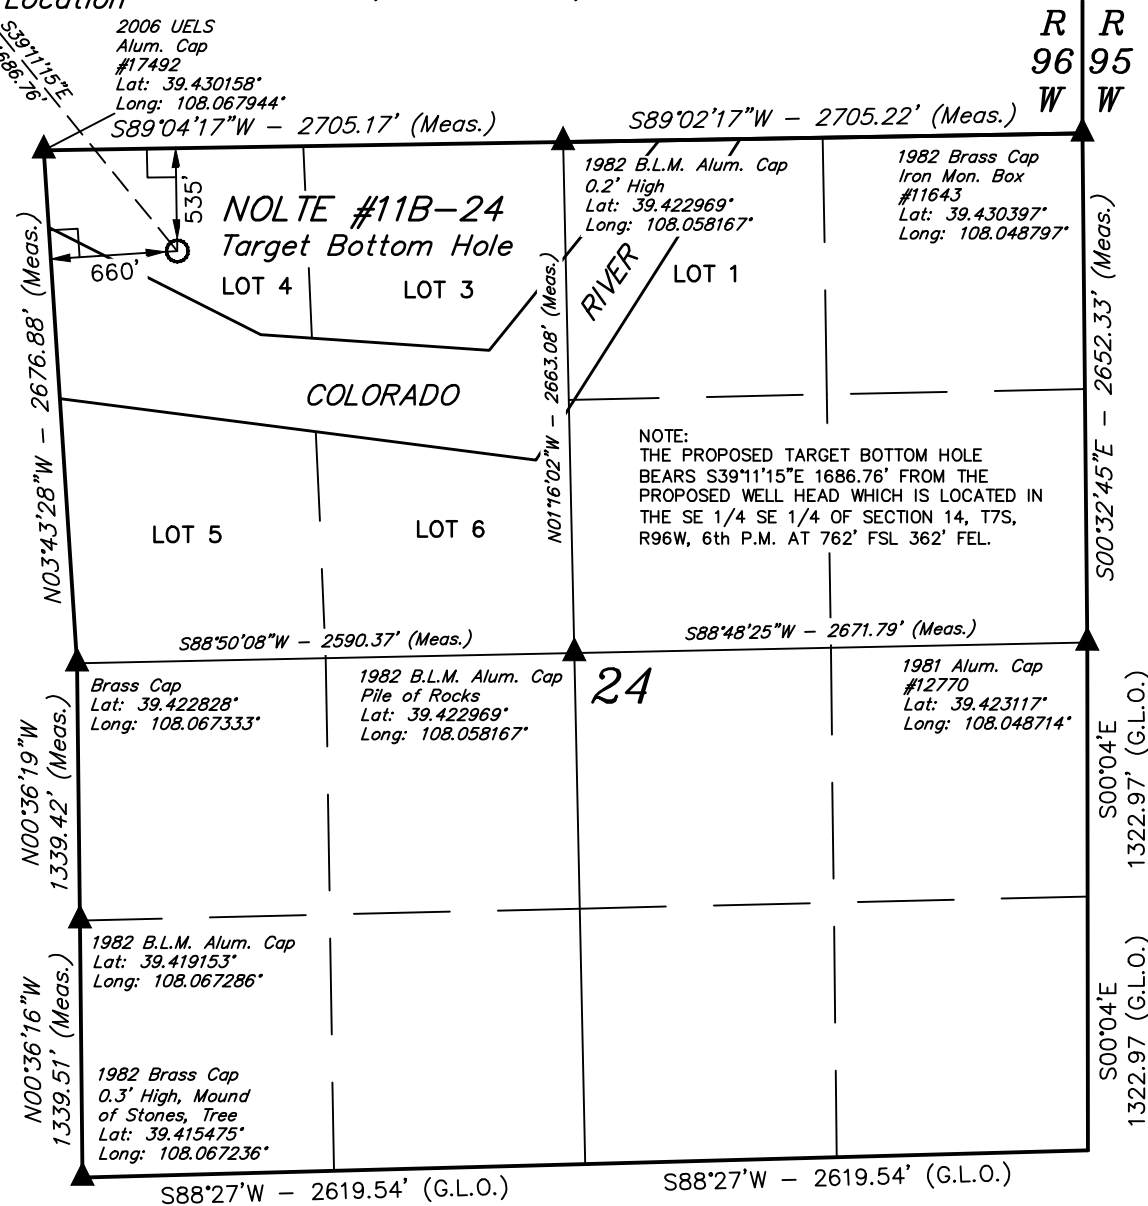 Location
R
96
W
R
95
W
S39°11'15"E
1686.76'
2006 UELS
Alum. Cap
#17492
Lat: 39.430158°
Long: 108.067944°
S89°04'17"W – 2705.17' (Meas.)
S89°02'17"W – 2705.22' (Meas.)
535'
660'
NOLTE #11B–24
Target Bottom Hole
LOT 4
LOT 3
1982 B.L.M. Alum. Cap
0.2' High
Lat: 39.422969°
Long: 108.058167°
RIVER
LOT 1
1982 Brass Cap
Iron Mon. Box
#11643
Lat: 39.430397°
Long: 108.048797°
N03°43'28"W – 2676.88' (Meas.)
N01°16'02"W – 2663.08' (Meas.)
S00°32'45"E – 2652.33' (Meas.)
COLORADO
NOTE:
THE PROPOSED TARGET BOTTOM HOLE
BEARS S39°11'15"E 1686.76' FROM THE
PROPOSED WELL HEAD WHICH IS LOCATED IN
THE SE 1/4 SE 1/4 OF SECTION 14, T7S,
R96W, 6th P.M. AT 762' FSL 362' FEL.
LOT 5
LOT 6
S88°50'08"W – 2590.37' (Meas.)
S88°48'25"W – 2671.79' (Meas.)
Brass Cap
Lat: 39.422828°
Long: 108.067333°
1982 B.L.M. Alum. Cap
Pile of Rocks
Lat: 39.422969°
Long: 108.058167°
24
1981 Alum. Cap
#12770
Lat: 39.423117°
Long: 108.048714°
N00°36'19"W
1339.42' (Meas.)
S00°04'E
1322.97' (G.L.O.)
1982 B.L.M. Alum. Cap
Lat: 39.419153°
Long: 108.067286°
N00°36'16"W
1339.51' (Meas.)
S00°04'E
1322.97 (G.L.O.)
1982 Brass Cap
0.3' High, Mound
of Stones, Tree
Lat: 39.415475°
Long: 108.067236°
S88°27'W – 2619.54' (G.L.O.)
S88°27'W – 2619.54' (G.L.O.)